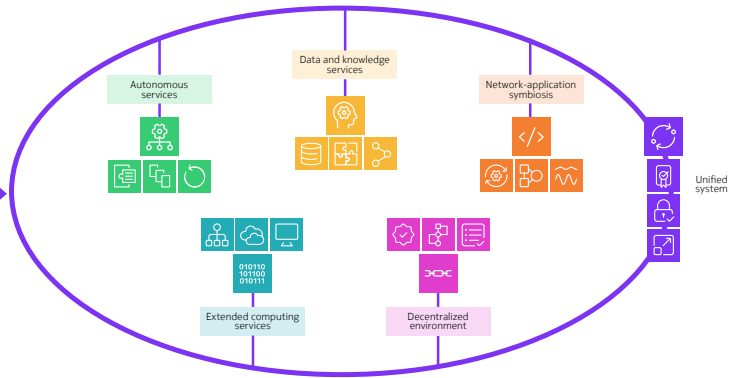 Data and knowledge
services
Autonomous
services
Network-application
symbiosis
</>
Unified
system
010110
101100
010111
Extended computing
services
Decentralized
environment